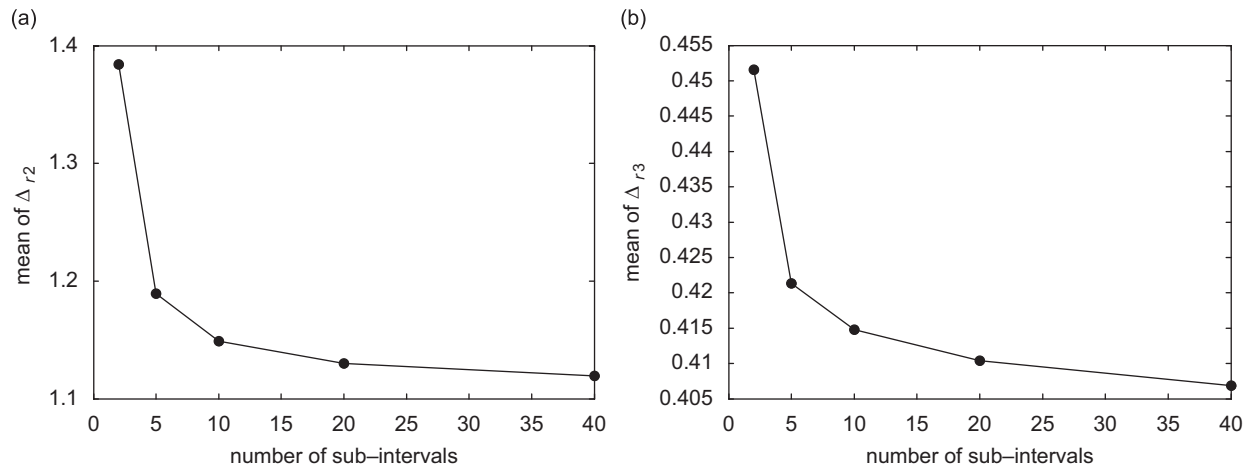 (a)
1.4
1.3
1.2
1.1
0 5 10 15 20 25 30 35 40
mean of Δ r2
number of sub–intervals
(b)
0.455
0.45
0.445
0.44
0.435
0.43
0.425
0.42
0.415
0.41
0.405
0 5 10 15 20 25 30 35 40
mean of Δ r3
number of sub–intervals